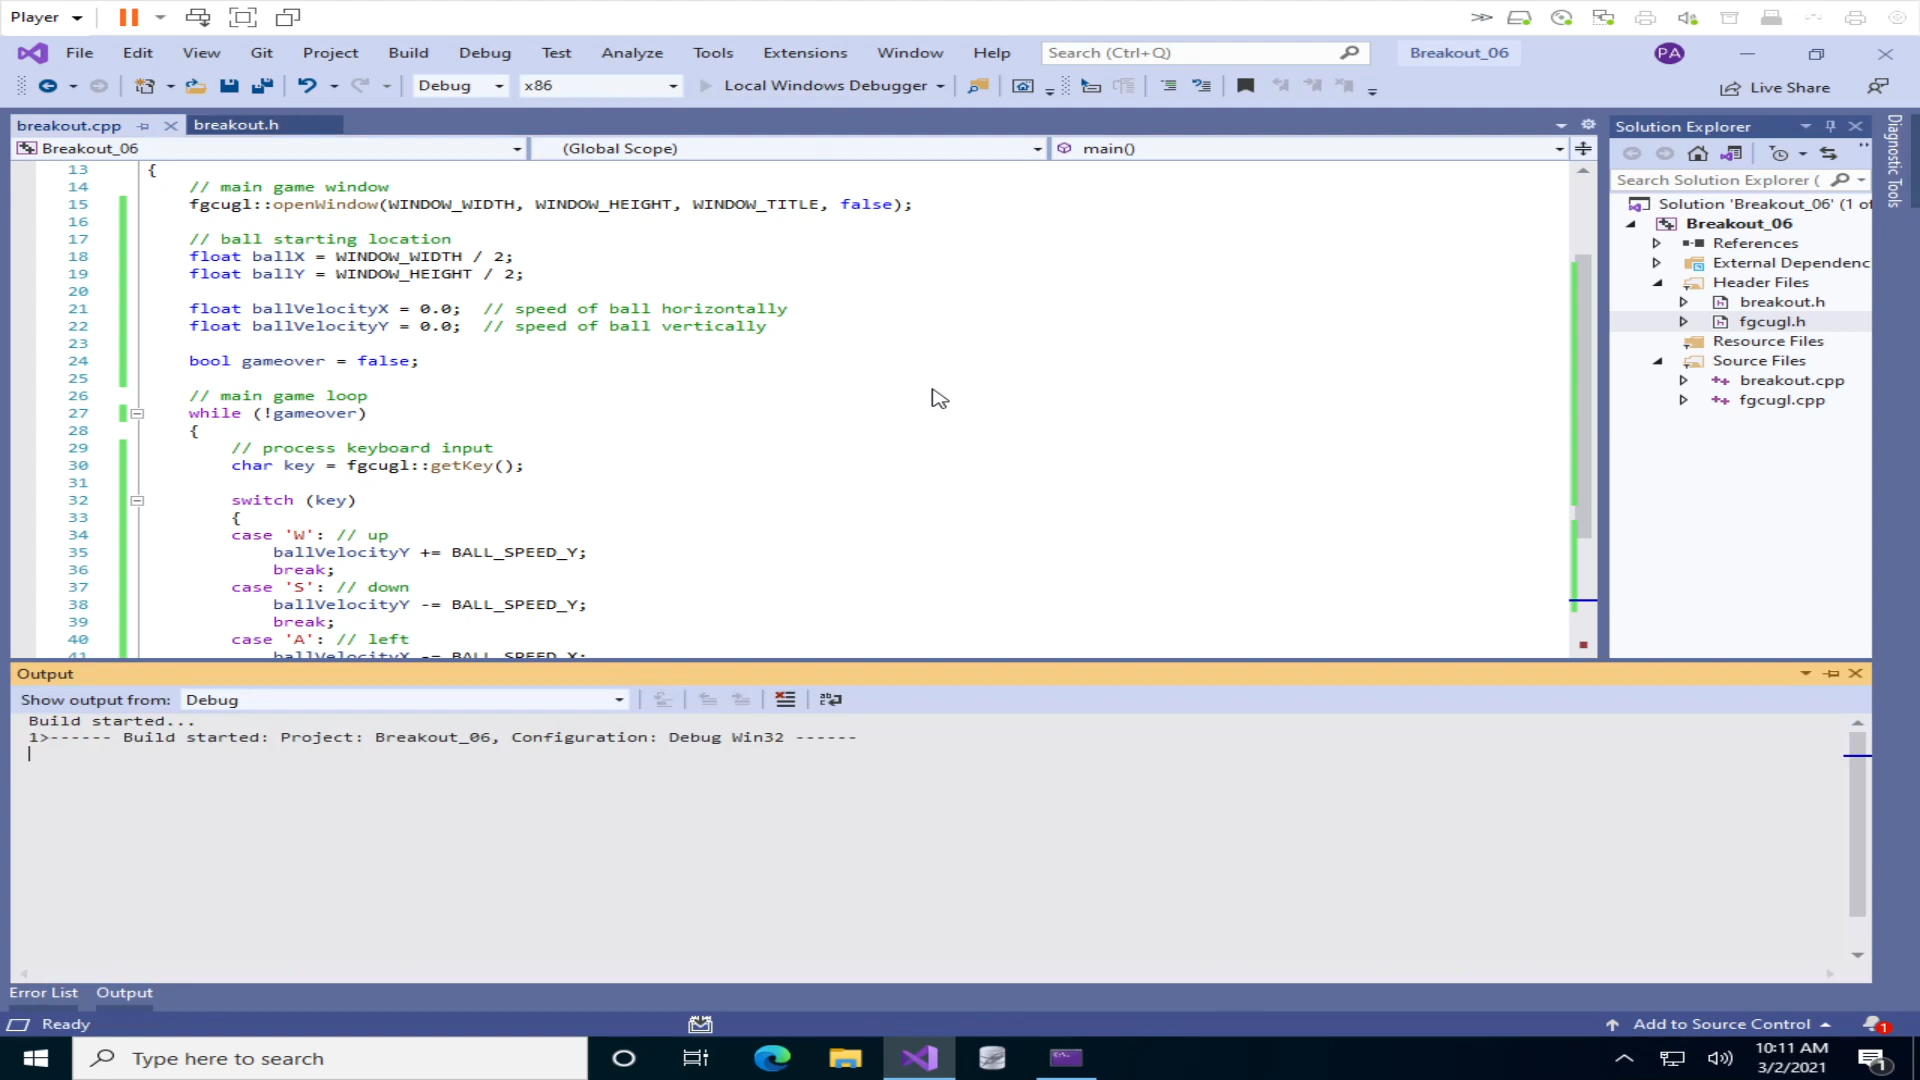 Player
File Edit View Git Project Build Debug Test Analyze Tools Extensions Window Help Search (Ctrl+Q) Breakout_06 PA
Debug x86 Local Windows Debugger Live Share
breakout.cpp breakout.h
Breakout_06 (Global Scope) main()
13 {
14 // main game window
15 fgcugl::openWindow(WINDOW_WIDTH, WINDOW_HEIGHT, WINDOW_TITLE, false);
16
17 // ball starting location
18 float ballX = WINDOW_WIDTH / 2;
19 float ballY = WINDOW_HEIGHT / 2;
20
21 float ballVelocityX = 0.0; // speed of ball horizontally
22 float ballVelocityY = 0.0; // speed of ball vertically
23
24 bool gameover = false;
25
26 // main game loop
27 while (!gameover)
28 {
29 // process keyboard input
30 char key = fgcugl::getKey();
31
32 switch (key)
33 {
34 case 'W': // up
35 ballVelocityY += BALL_SPEED_Y;
36 break;
37 case 'S': // down
38 ballVelocityY -= BALL_SPEED_Y;
39 break;
40 case 'A': // left
41 ballVelocityX -= BALL_SPEED_X;
Solution Explorer
Search Solution Explorer (
Solution 'Breakout_06' (1 of
Breakout_06
References
External Dependenc
Header Files
breakout.h
fgcugl.h
Resource Files
Source Files
breakout.cpp
fgcugl.cpp
Diagnostic Tools
Output
Show output from: Debug
Build started...
1>------ Build started: Project: Breakout_06, Configuration: Debug Win32 ------
Error List Output
Ready Add to Source Control 1
Type here to search
10:11 AM
3/2/2021
1